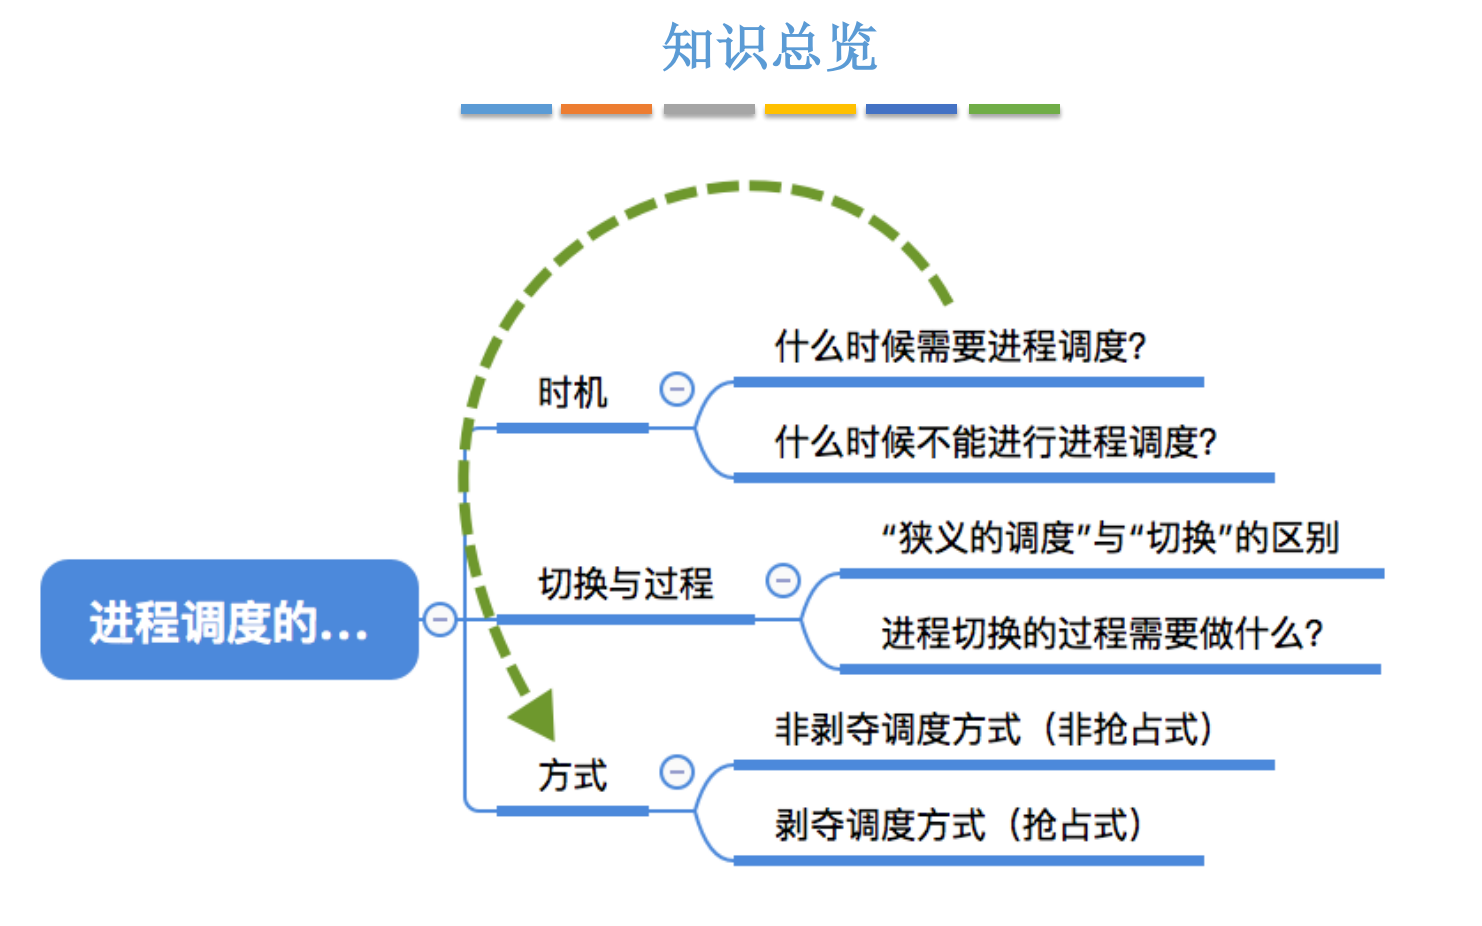 知识总览
什么时候需要进程调度?
时机
什么时候不能进行进程调度?
“狭义的调度”与“切换”的区别
切换与过程
进程调度的...
进程切换的过程需要做什么?
非剥夺调度方式（非抢占式）
方式
剥夺调度方式（抢占式）